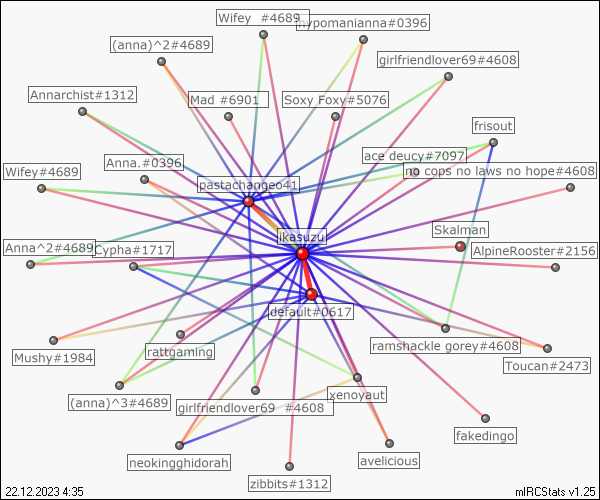 Wifey  #4689
hypomanianna#0396
(anna)^2#4689
girlfriendlover69#4608
Annarchist#1312
Mad #6901
Soxy Foxy#5076
frisout
ace deucy#7097
Anna.#0396
Wifey#4689
no cops no laws no hope#4608
pastachangeo41
Skalman
ikasuzu
Anna^2#4689
Cypha#1717
AlpineRooster#2156
default#0617
ramshackle gorey#4608
Mushy#1984
rattgaming
Toucan#2473
xenoyaut
(anna)^3#4689
girlfriendlover69  #4608
fakedingo
neokingghidorah
avelicious
zibbits#1312
22.12.2023 4:35
mIRCStats v1.25